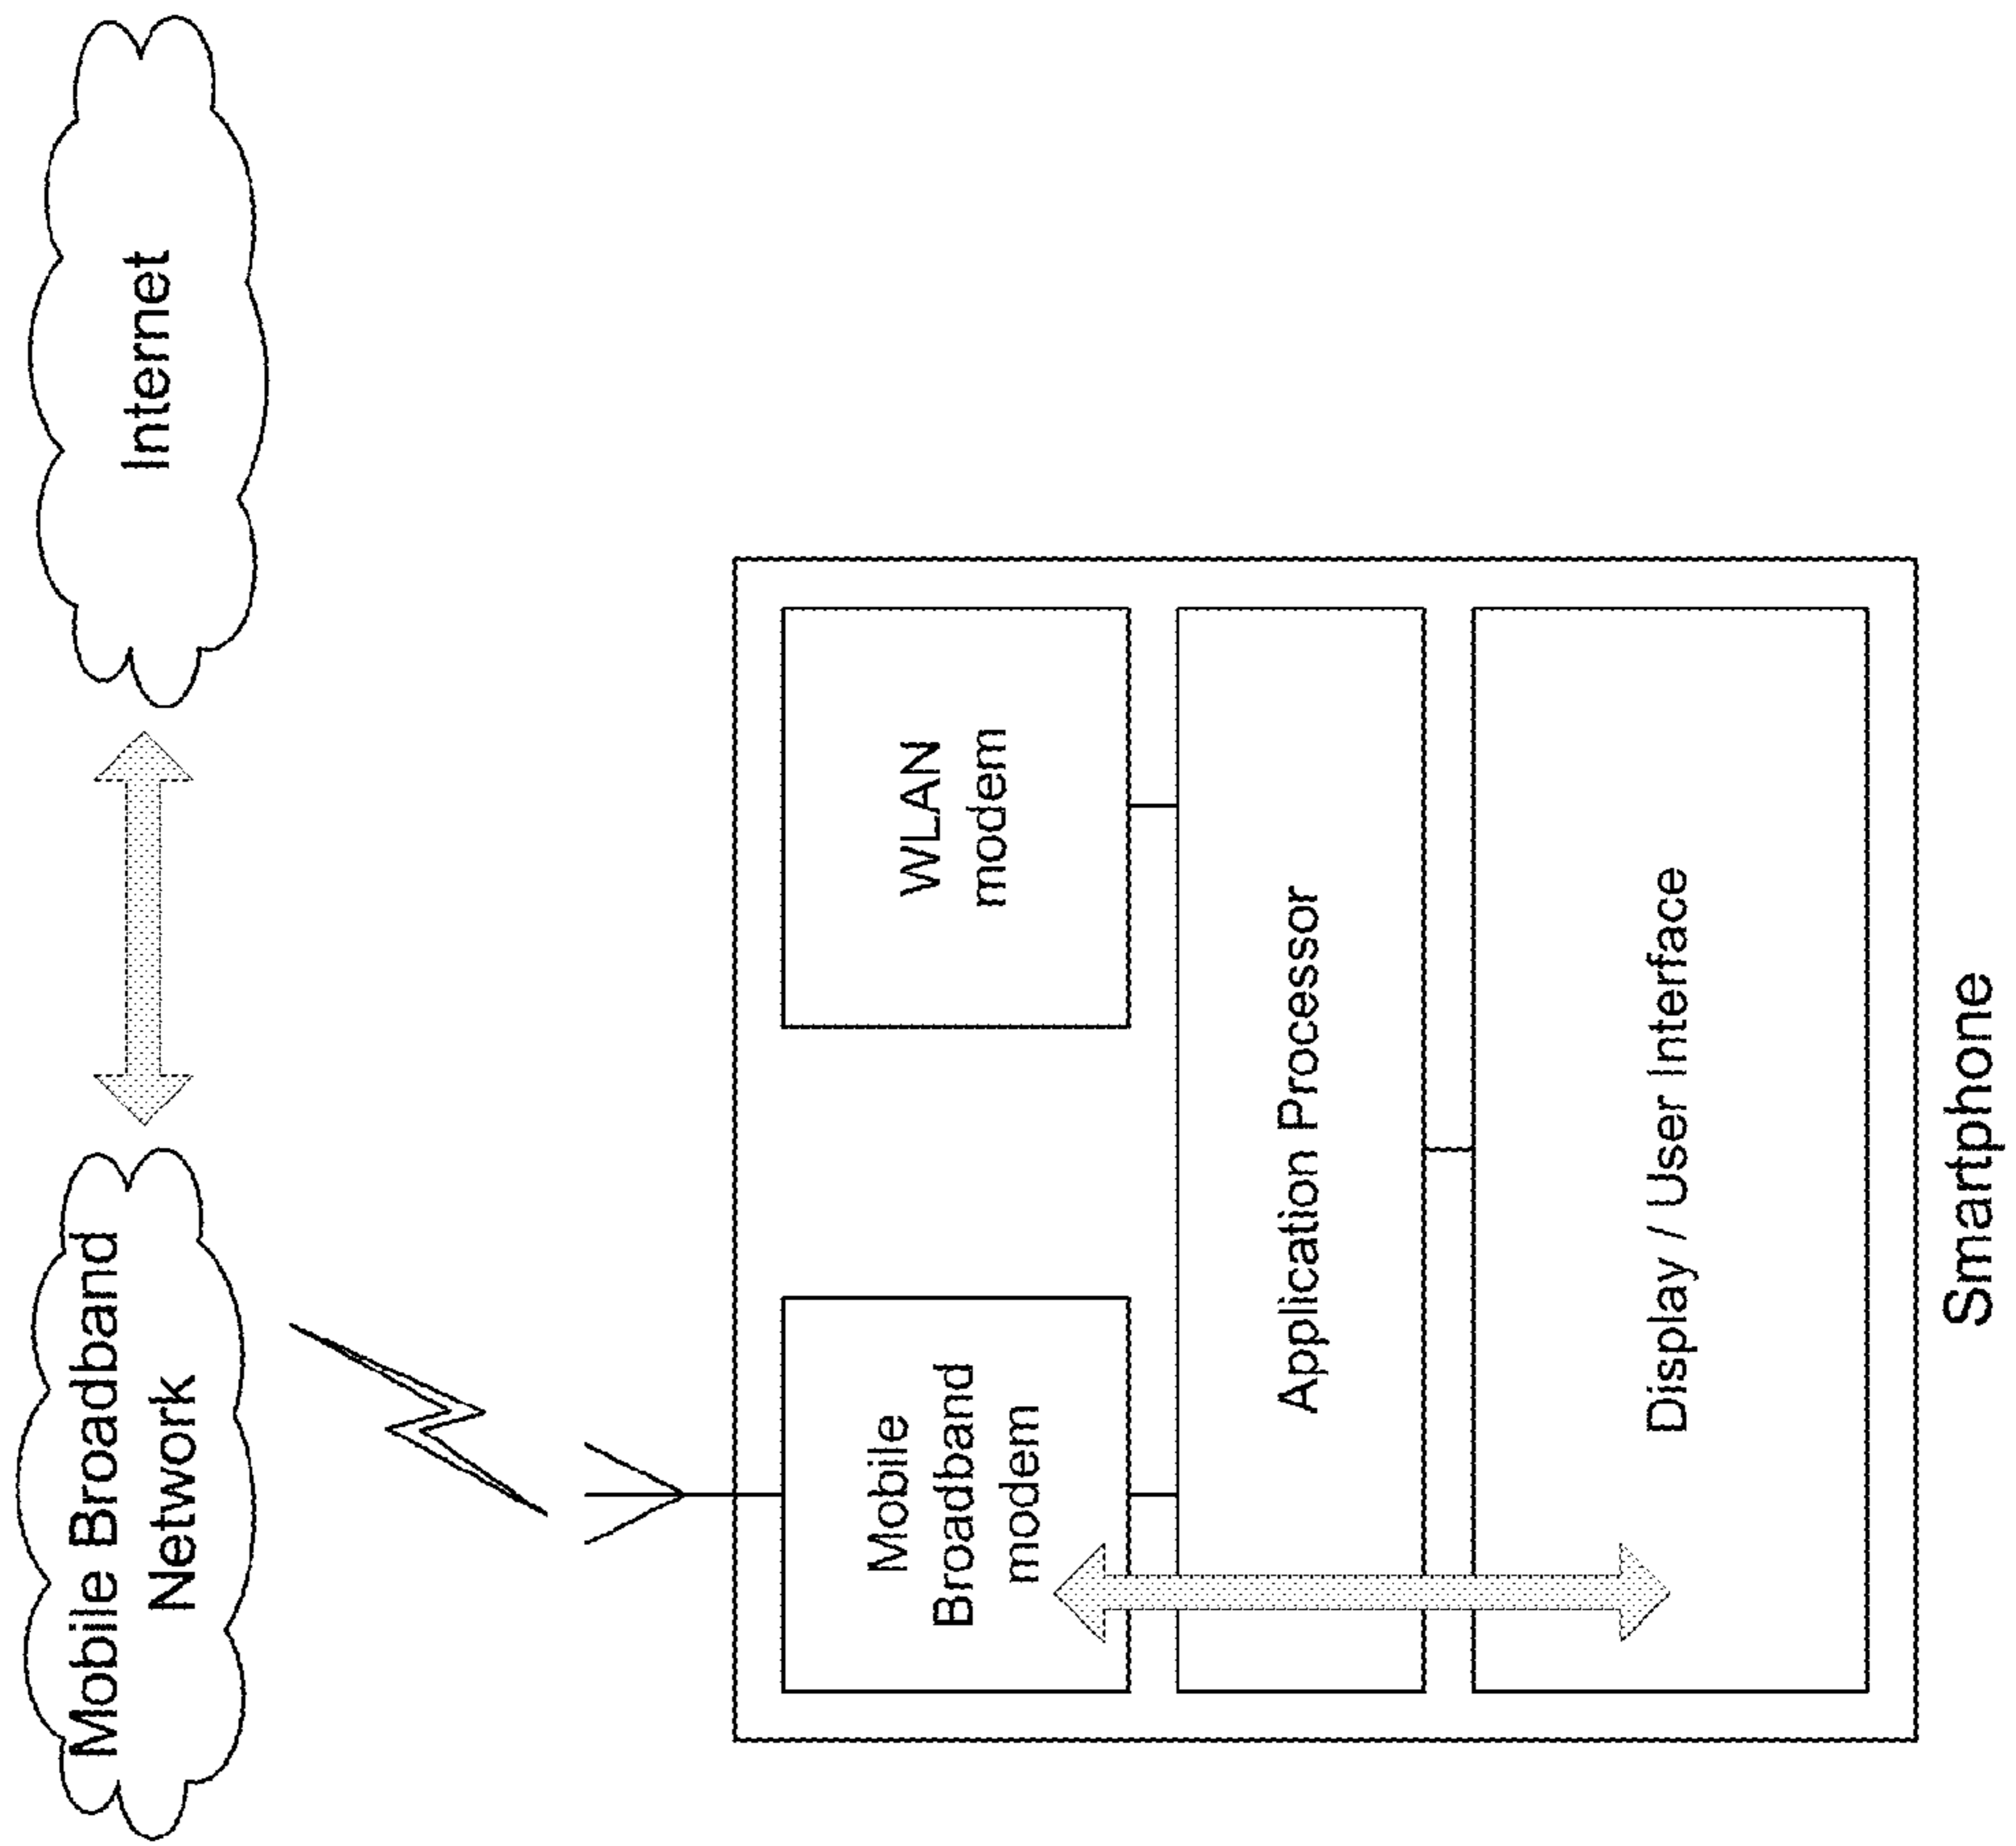 Mobile Broadband
Network
Internet
Mobile
Broadband
modem
WLAN
modem
Application Processor
Display / User Interface
Smartphone